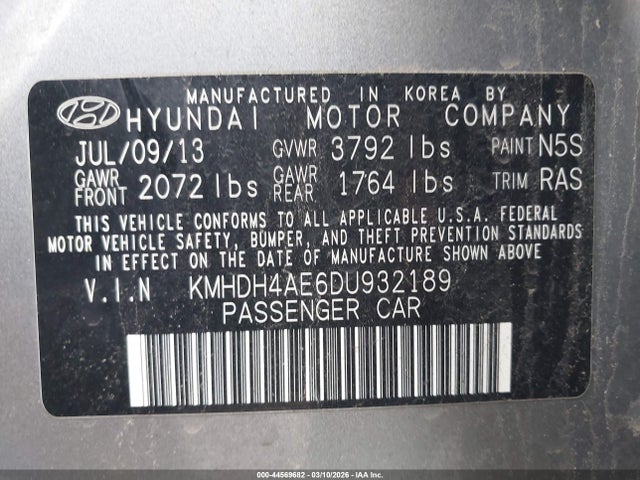 MANUFACTURED IN KOREA BY
HYUNDAI MOTOR COMPANY
JUL/09/13 GVWR 3792 lbs PAINT N5S
GAWR FRONT 2072 lbs GAWR REAR 1764 lbs TRIM RAS
THIS VEHICLE CONFORMS TO ALL APPLICABLE U.S.A. FEDERAL
MOTOR VEHICLE SAFETY, BUMPER, AND THEFT PREVENTION STANDARDS
IN EFFECT ON THE DATE OF MANUFACTURE SHOWN ABOVE.
V.I.N KMHDH4AE6DU932189
PASSENGER CAR
000-44569682 - 03/10/2026 - IAA Inc.